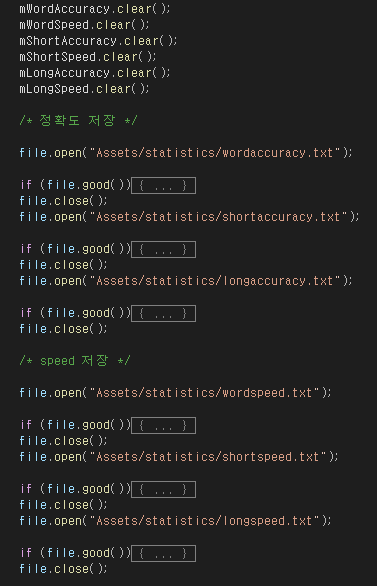 mWordAccuracy.clear();
mWordSpeed.clear();
mShortAccuracy.clear();
mShortSpeed.clear();
mLongAccuracy.clear();
mLongSpeed.clear();
/* 정확도 저장 */
file.open("Assets/statistics/wordaccuracy.txt");
if (file.good()){ ... }
file.close();
file.open("Assets/statistics/shortaccuracy.txt");
if (file.good()){ ... }
file.close();
file.open("Assets/statistics/longaccuracy.txt");
if (file.good()){ ... }
file.close();
/* speed 저장 */
file.open("Assets/statistics/wordspeed.txt");
if (file.good()){ ... }
file.close();
file.open("Assets/statistics/shortspeed.txt");
if (file.good()){ ... }
file.close();
file.open("Assets/statistics/longspeed.txt");
if (file.good()){ ... }
file.close();